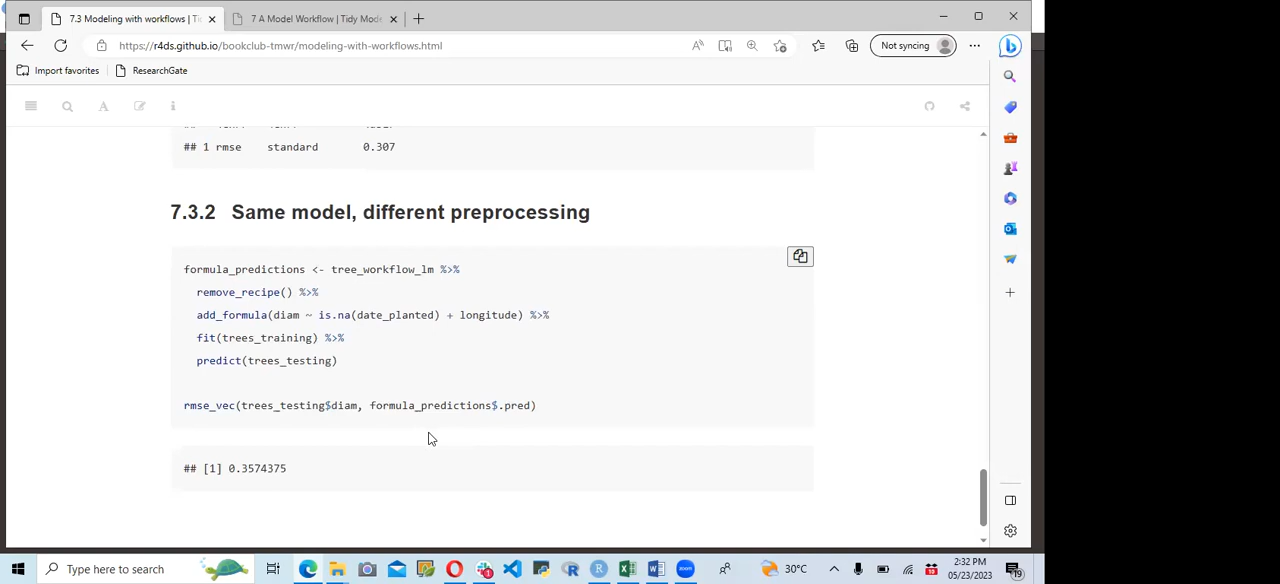 7.3 Modeling with workflows | Ti
7 A Model Workflow | Tidy Mode
https://r4ds.github.io/bookclub-tmwr/modeling-with-workflows.html
Not syncing
Import favorites
ResearchGate
## 1 rmse standard 0.307
7.3.2 Same model, different preprocessing
formula_predictions <- tree_workflow_lm %>%
remove_recipe() %>%
add_formula(diam ~ is.na(date_planted) + longitude) %>%
fit(trees_training) %>%
predict(trees_testing)
rmse_vec(trees_testing$diam, formula_predictions$.pred)
## [1] 0.3574375
Type here to search
30°C
2:32 PM
05/23/2023
19